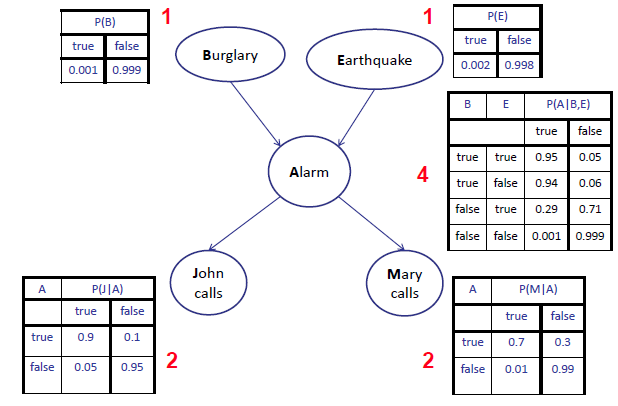 P(B)
true false
0.001 0.999
1
Burglary
Earthquake
1
P(E)
true false
0.002 0.998
B E P(A|B,E)
true false
true true 0.95 0.05
true false 0.94 0.06
false true 0.29 0.71
false false 0.001 0.999
4
Alarm
John
calls
Mary
calls
A P(J|A)
true false
true 0.9 0.1
false 0.05 0.95
2
2
A P(M|A)
true false
true 0.7 0.3
false 0.01 0.99